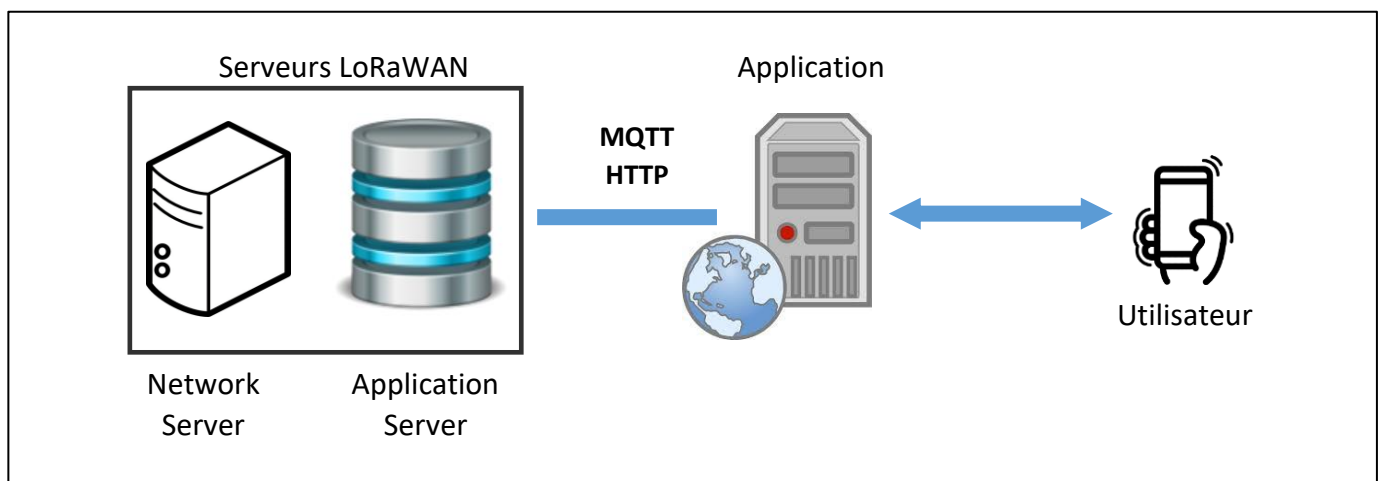 Serveurs LoRaWAN
Application
MQTT
HTTP
Utilisateur
Network
Server
Application
Server